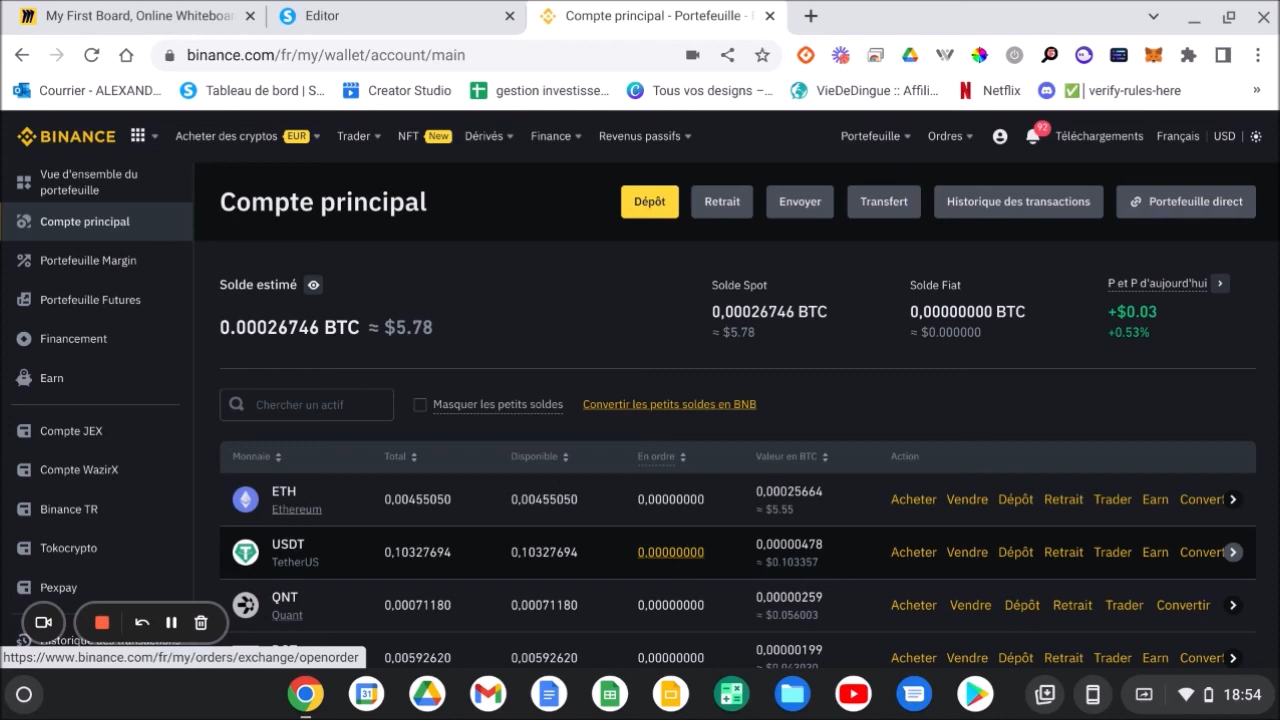 My First Board, Online Whiteboar
Editor
Compte principal - Portefeuille -
binance.com/fr/my/wallet/account/main
Courrier - ALEXAND...
Tableau de bord | S...
Creator Studio
gestion investisse...
Tous vos designs –...
VieDeDingue :: Affili...
Netflix
| verify-rules-here
»
BINANCE
Acheter des cryptos EUR
Trader
NFT New
Dérivés
Finance
Revenus passifs
Portefeuille
Ordres
92
Téléchargements
Français
USD
Vue d'ensemble du
portefeuille
Compte principal
Portefeuille Margin
Portefeuille Futures
Financement
Earn
Compte JEX
Compte WazirX
Binance TR
Tokocrypto
Pexpay
Historique des transactions
Compte principal
Dépôt
Retrait
Envoyer
Transfert
Historique des transactions
Portefeuille direct
Solde estimé
0.00026746 BTC ≈ $5.78
Solde Spot
0,00026746 BTC
≈ $5.78
Solde Fiat
0,00000000 BTC
≈ $0.000000
P et P d'aujourd'hui
+$0.03
+0.53%
Chercher un actif
Masquer les petits soldes
Convertir les petits soldes en BNB
Monnaie Total Disponible En ordre Valeur en BTC Action
ETH 0,00455050 0,00455050 0,00000000 0,00025664 Acheter Vendre Dépôt Retrait Trader Earn Convert
Ethereum ≈ $5.55
USDT 0,10327694 0,10327694 0,00000000 0,00000478 Acheter Vendre Dépôt Retrait Trader Earn Convert
TetherUS ≈ $0.103357
QNT 0,00071180 0,00071180 0,00000000 0,00000259 Acheter Vendre Dépôt Retrait Trader Convertir
Quant ≈ $0.056003
0,00592620 0,00592620 0,00000000 0,00000199 Acheter Vendre Dépôt Retrait Trader Earn Convert
https://www.binance.com/fr/my/orders/exchange/openorder
31
18:54